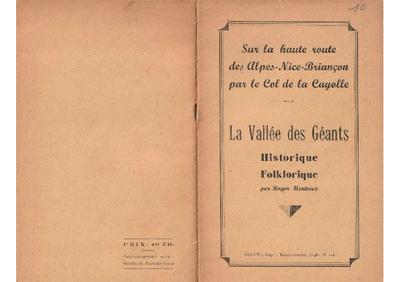 10
Sur la haute route
des Alpes-Nice-Briançon
par le Col de la Cayolle
La Vallée des Géants
Historique
Folklorique
par Roger Monteux
PRIX: 40 FR.